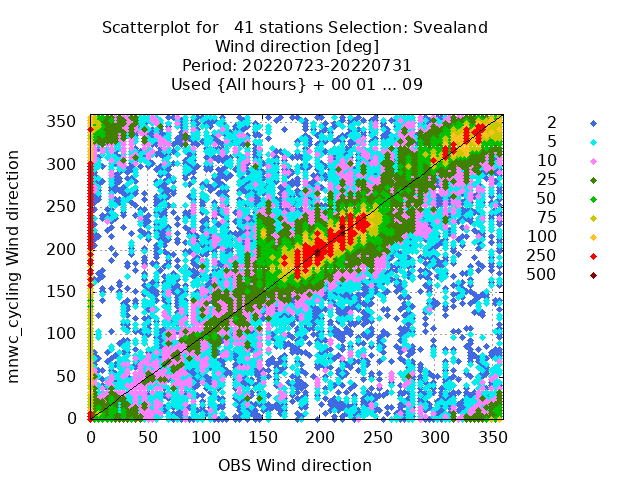 Scatterplot for 41 stations Selection: Svealand
Wind direction [deg]
Period: 20220723-20220731
Used {All hours} + 00 01 ... 09
mnwc_cycling Wind direction
350
300
250
200
150
100
50
0
0 50 100 150 200 250 300 350
OBS Wind direction
2
5
10
25
50
75
100
250
500